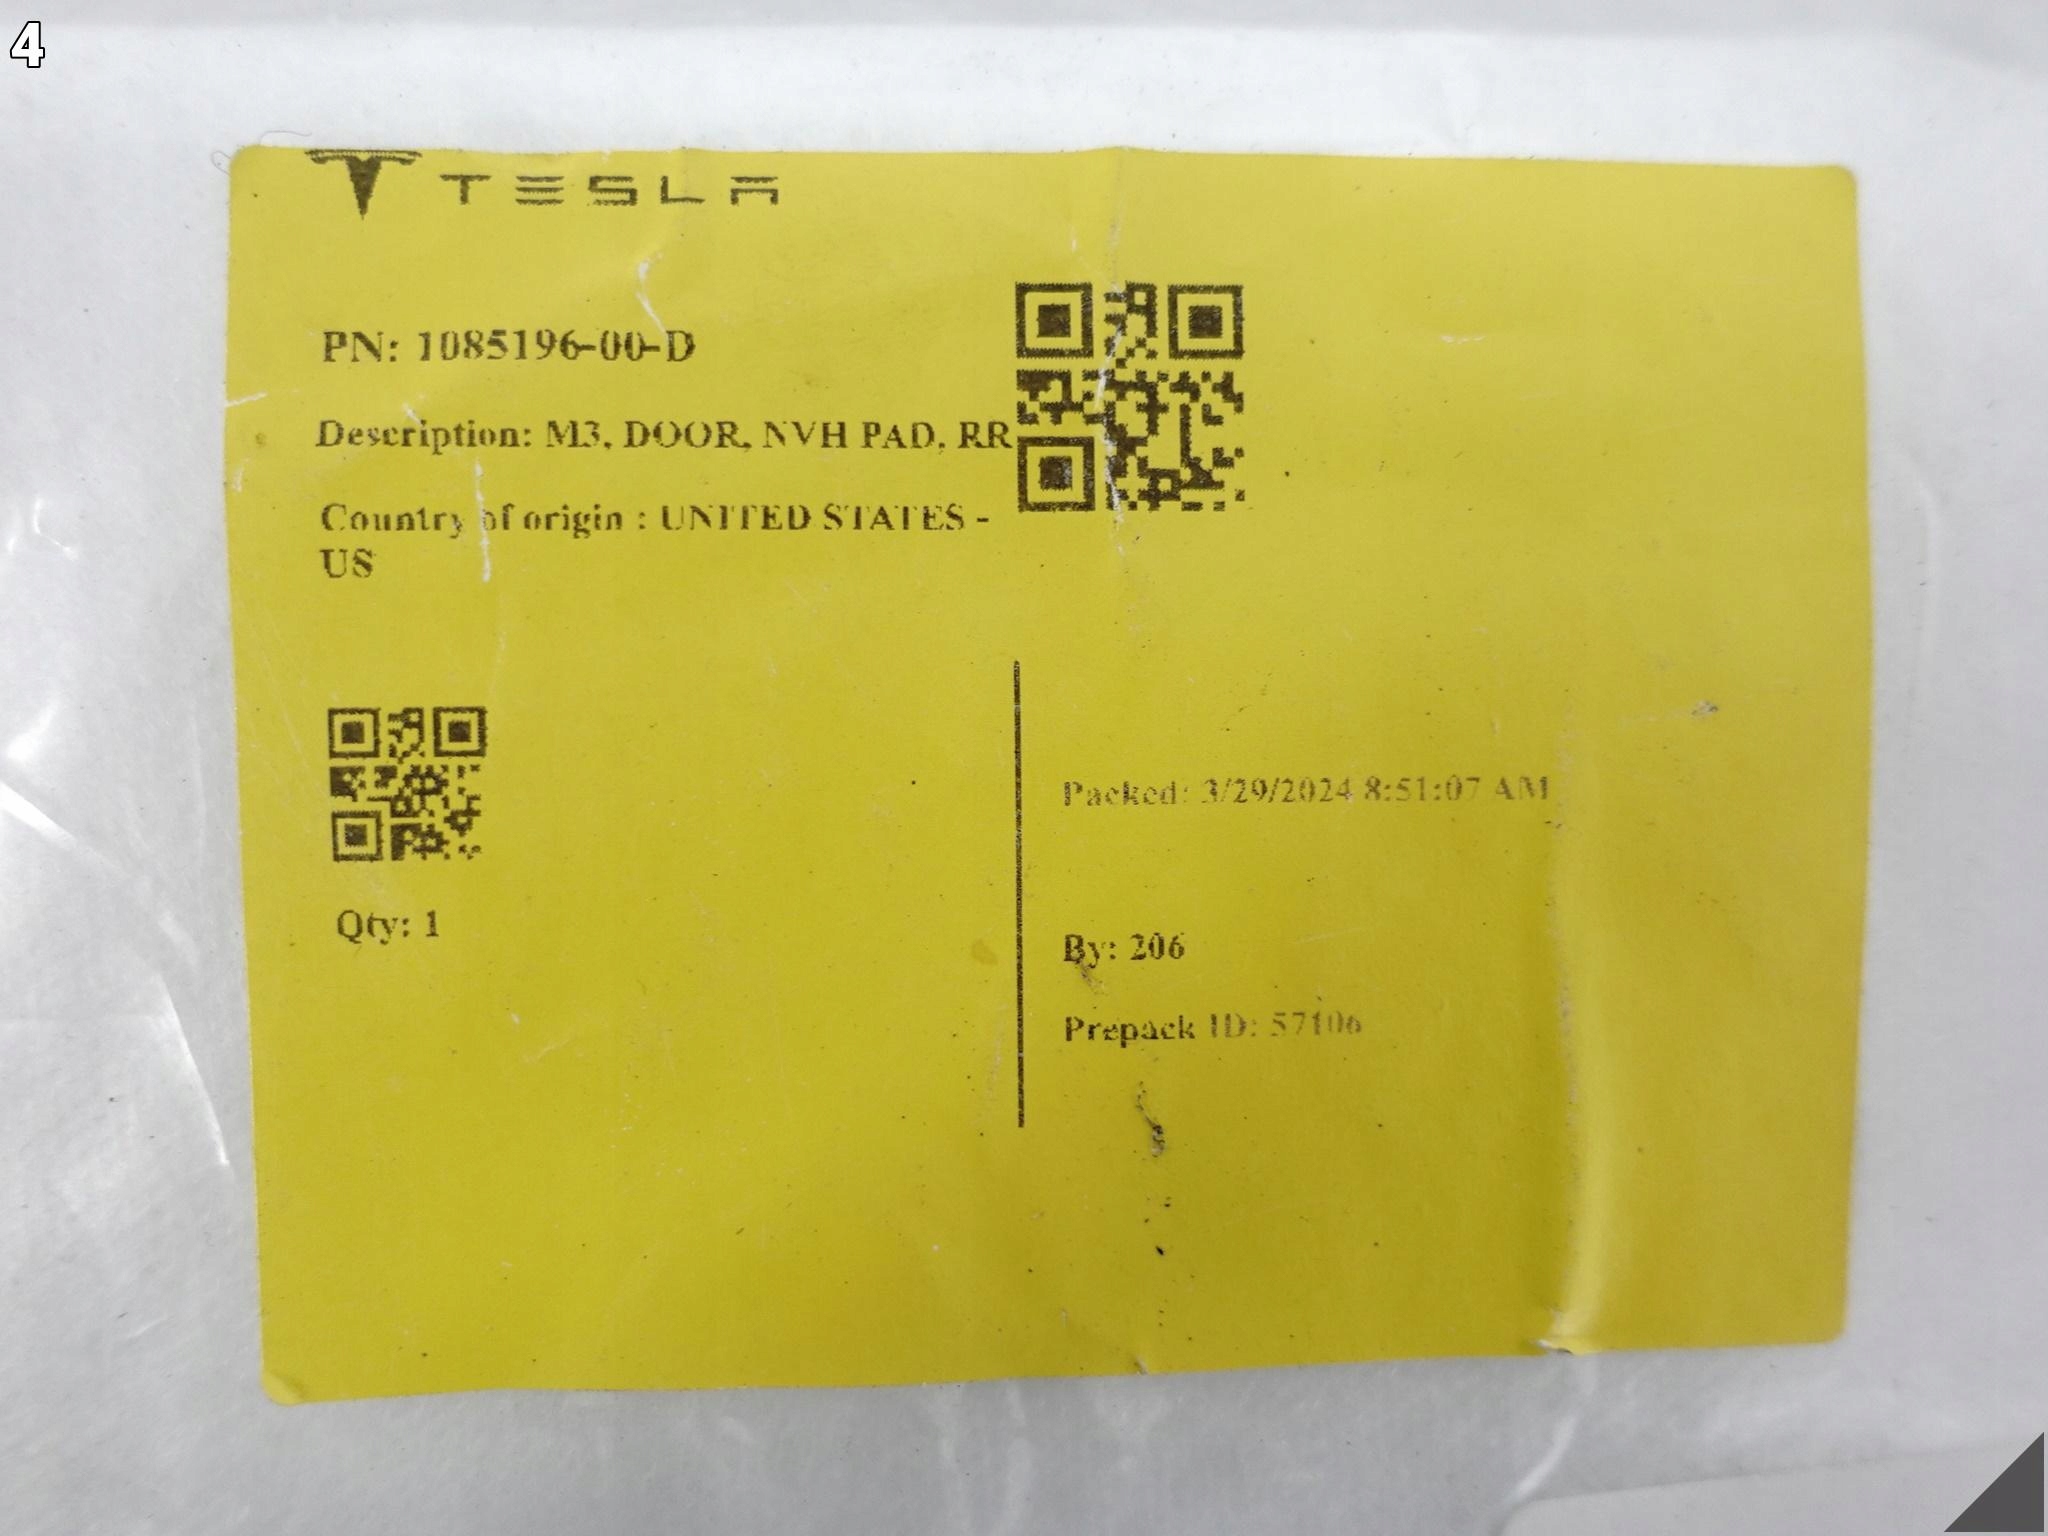 4
TESLA
PN: 1085196-00-D
Description: M3, DOOR, NVH PAD, RR
Country of origin : UNITED STATES -
US
Qty: 1
Packed: 3/29/2024 8:51:07 AM
By: 206
Prepack ID: 57106